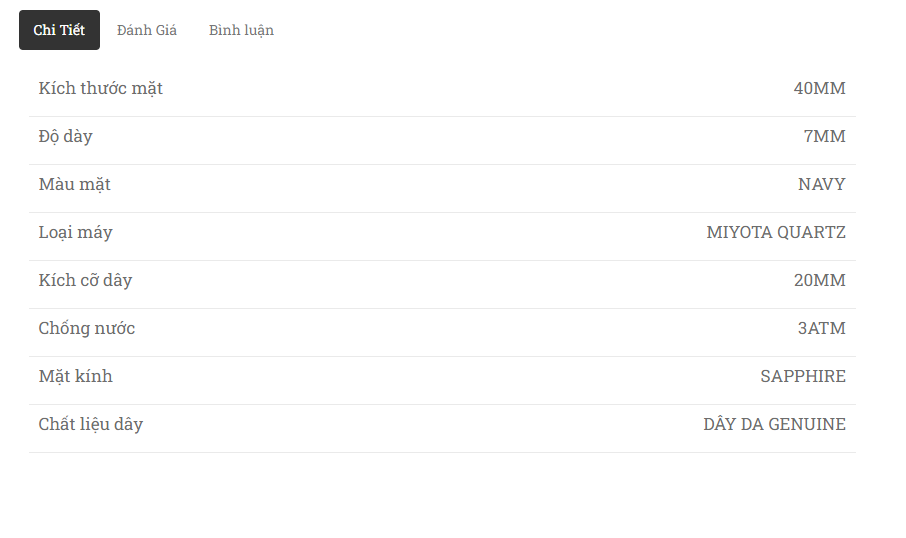 Chi Tiết Đánh Giá Bình luận
Kích thước mặt 40MM
Độ dày 7MM
Màu mặt NAVY
Loại máy MIYOTA QUARTZ
Kích cỡ dây 20MM
Chống nước 3ATM
Mặt kính SAPPHIRE
Chất liệu dây DÂY DA GENUINE